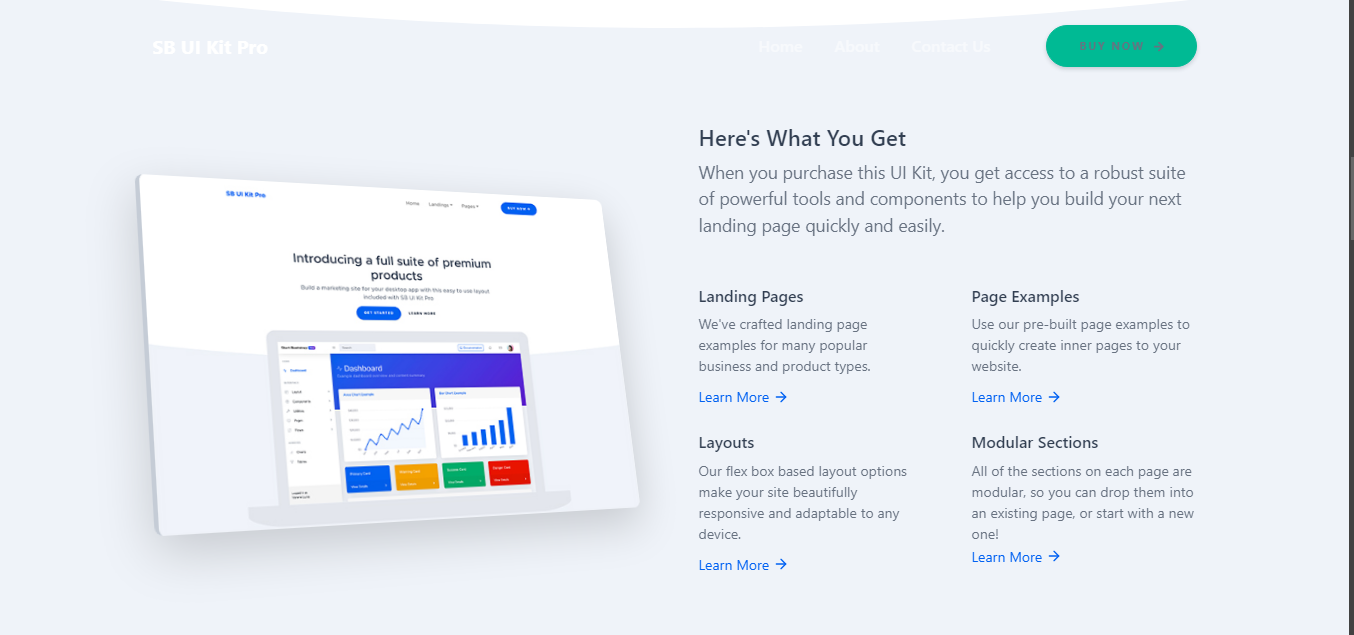 SB UI Kit Pro
Home About Contact Us
BUY NOW →
Here's What You Get
When you purchase this UI Kit, you get access to a robust suite
of powerful tools and components to help you build your next
landing page quickly and easily.
SB UI Kit Pro
Home Landings Pages
BUY NOW
Introducing a full suite of premium
products
Build a marketing site for your desktop app with this easy to use layout
included with SB UI Kit Pro
GET STARTED LEARN MORE
Dashboard
Landing Pages
We've crafted landing page
examples for many popular
business and product types.
Learn More →
Page Examples
Use our pre-built page examples to
quickly create inner pages to your
website.
Learn More →
Layouts
Our flex box based layout options
make your site beautifully
responsive and adaptable to any
device.
Learn More →
Modular Sections
All of the sections on each page are
modular, so you can drop them into
an existing page, or start with a new
one!
Learn More →